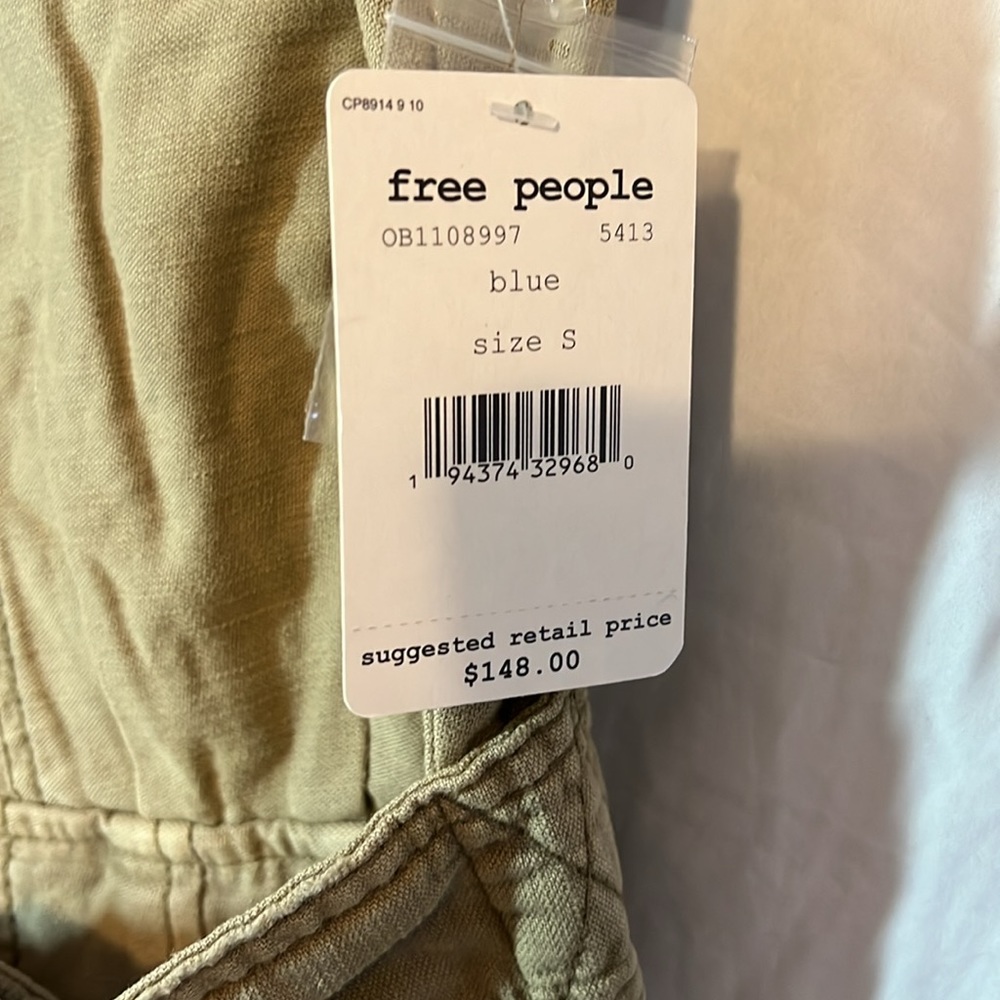 CP8914 9 10
free people
OB1108997 5413
blue
size S
1 94374 32968 0
suggested retail price
$148.00